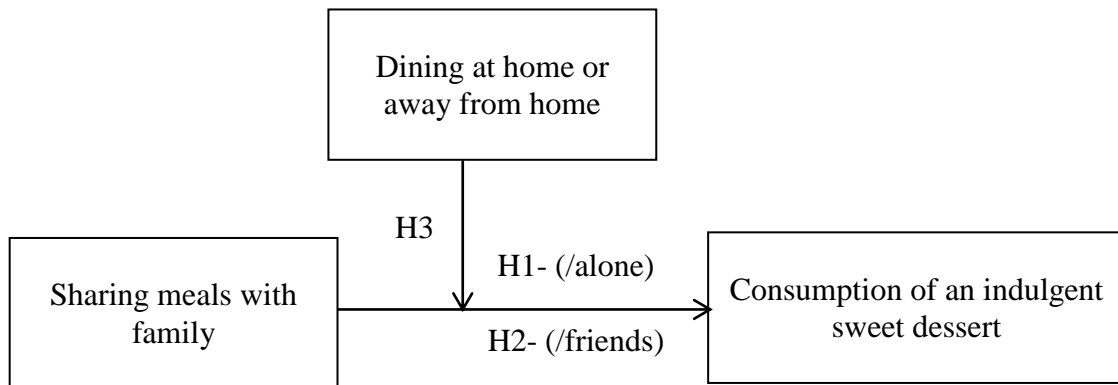 Dining at home or
away from home
H3
H1- (/alone)
Sharing meals with
family
Consumption of an indulgent
sweet dessert
H2- (/friends)